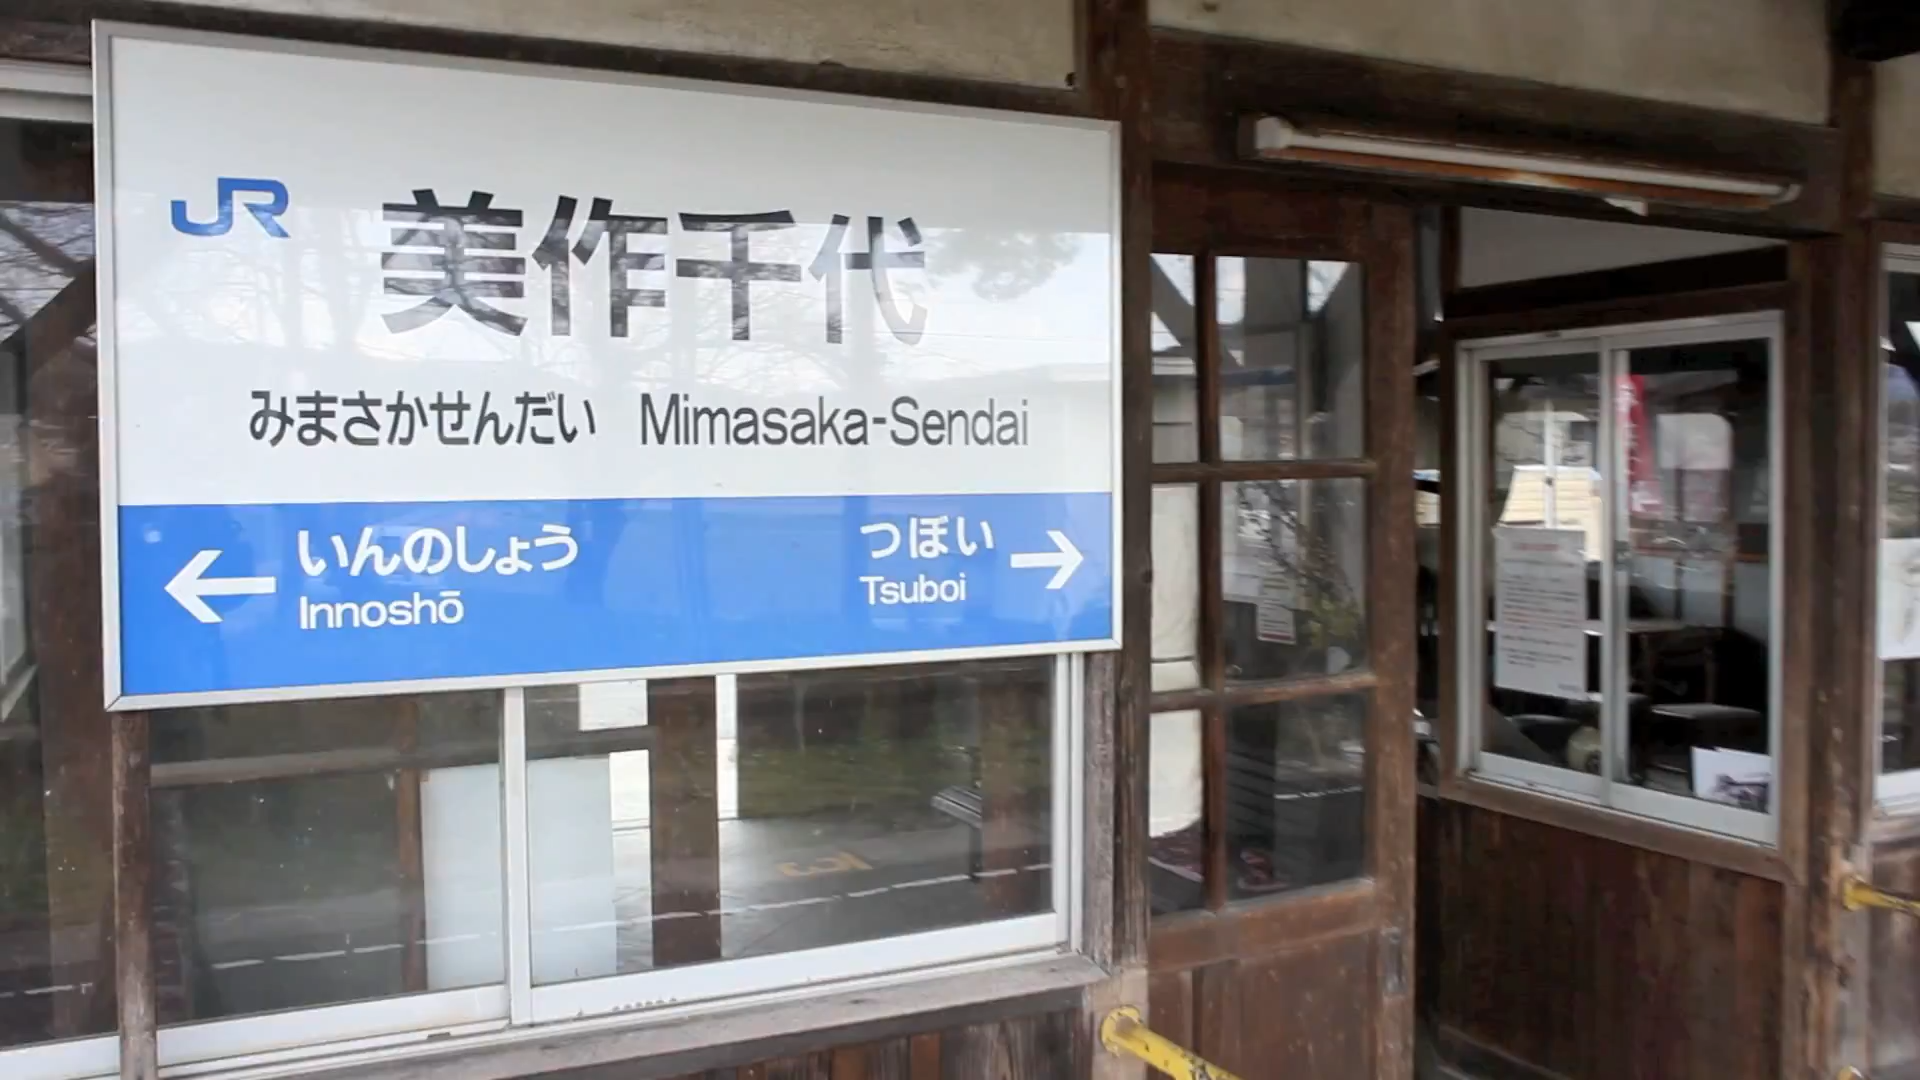 JR
美作千代
みまさかせんだい Mimasaka-Sendai
← いんのしょう
Innoshō
つぼい →
Tsuboi